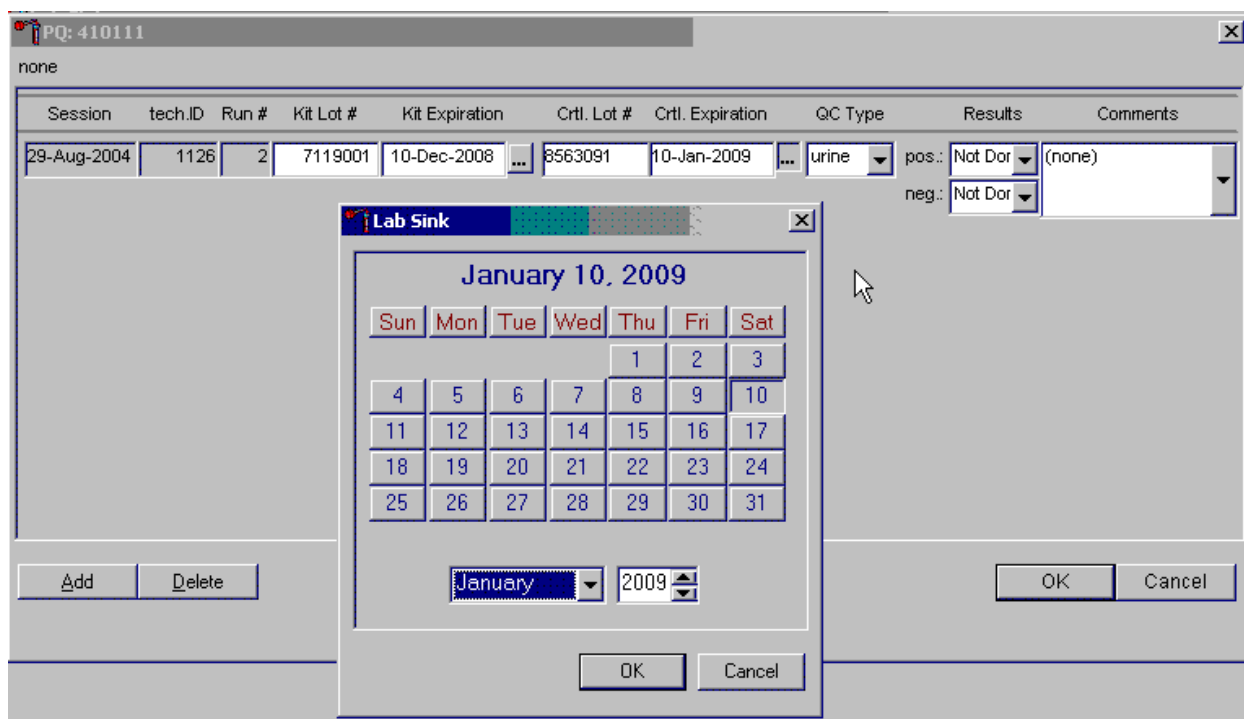 PQ: 410111
none
Session tech.ID Run # Kit Lot # Kit Expiration Crtl. Lot # Crtl. Expiration QC Type Results Comments
29-Aug-2004 1126 2 7119001 10-Dec-2008 ... 8563091 10-Jan-2009 ... urine pos.: Not Dor (none)
neg.: Not Dor
Lab Sink
January 10, 2009
Sun Mon Tue Wed Thu Fri Sat
1 2 3
4 5 6 7 8 9 10
11 12 13 14 15 16 17
18 19 20 21 22 23 24
25 26 27 28 29 30 31
January 2009
OK Cancel
Add Delete OK Cancel